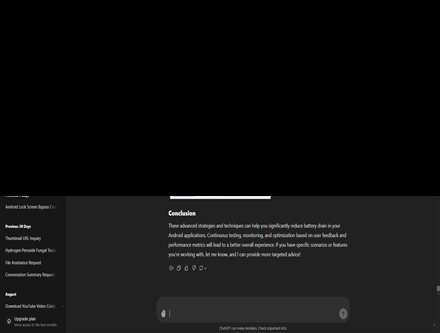 Android Lock Screen Bypass
Conclusion
These advanced strategies and techniques can help you significantly reduce battery drain in your
Android applications. Continuous testing, monitoring, and optimization based on user feedback and
performance metrics will lead to a better overall experience. If you have specific scenarios or features
you're working with, let me know, and I can provide more targeted advice!
Previous 30 Days
Thumbnail URL Inquiry
Hydrogen Peroxide Fungal
File Assistance Request
Conversation Summary Request
August
Download YouTube Video
Upgrade plan
More access to the best models
ChatGPT can make mistakes. Check important info.